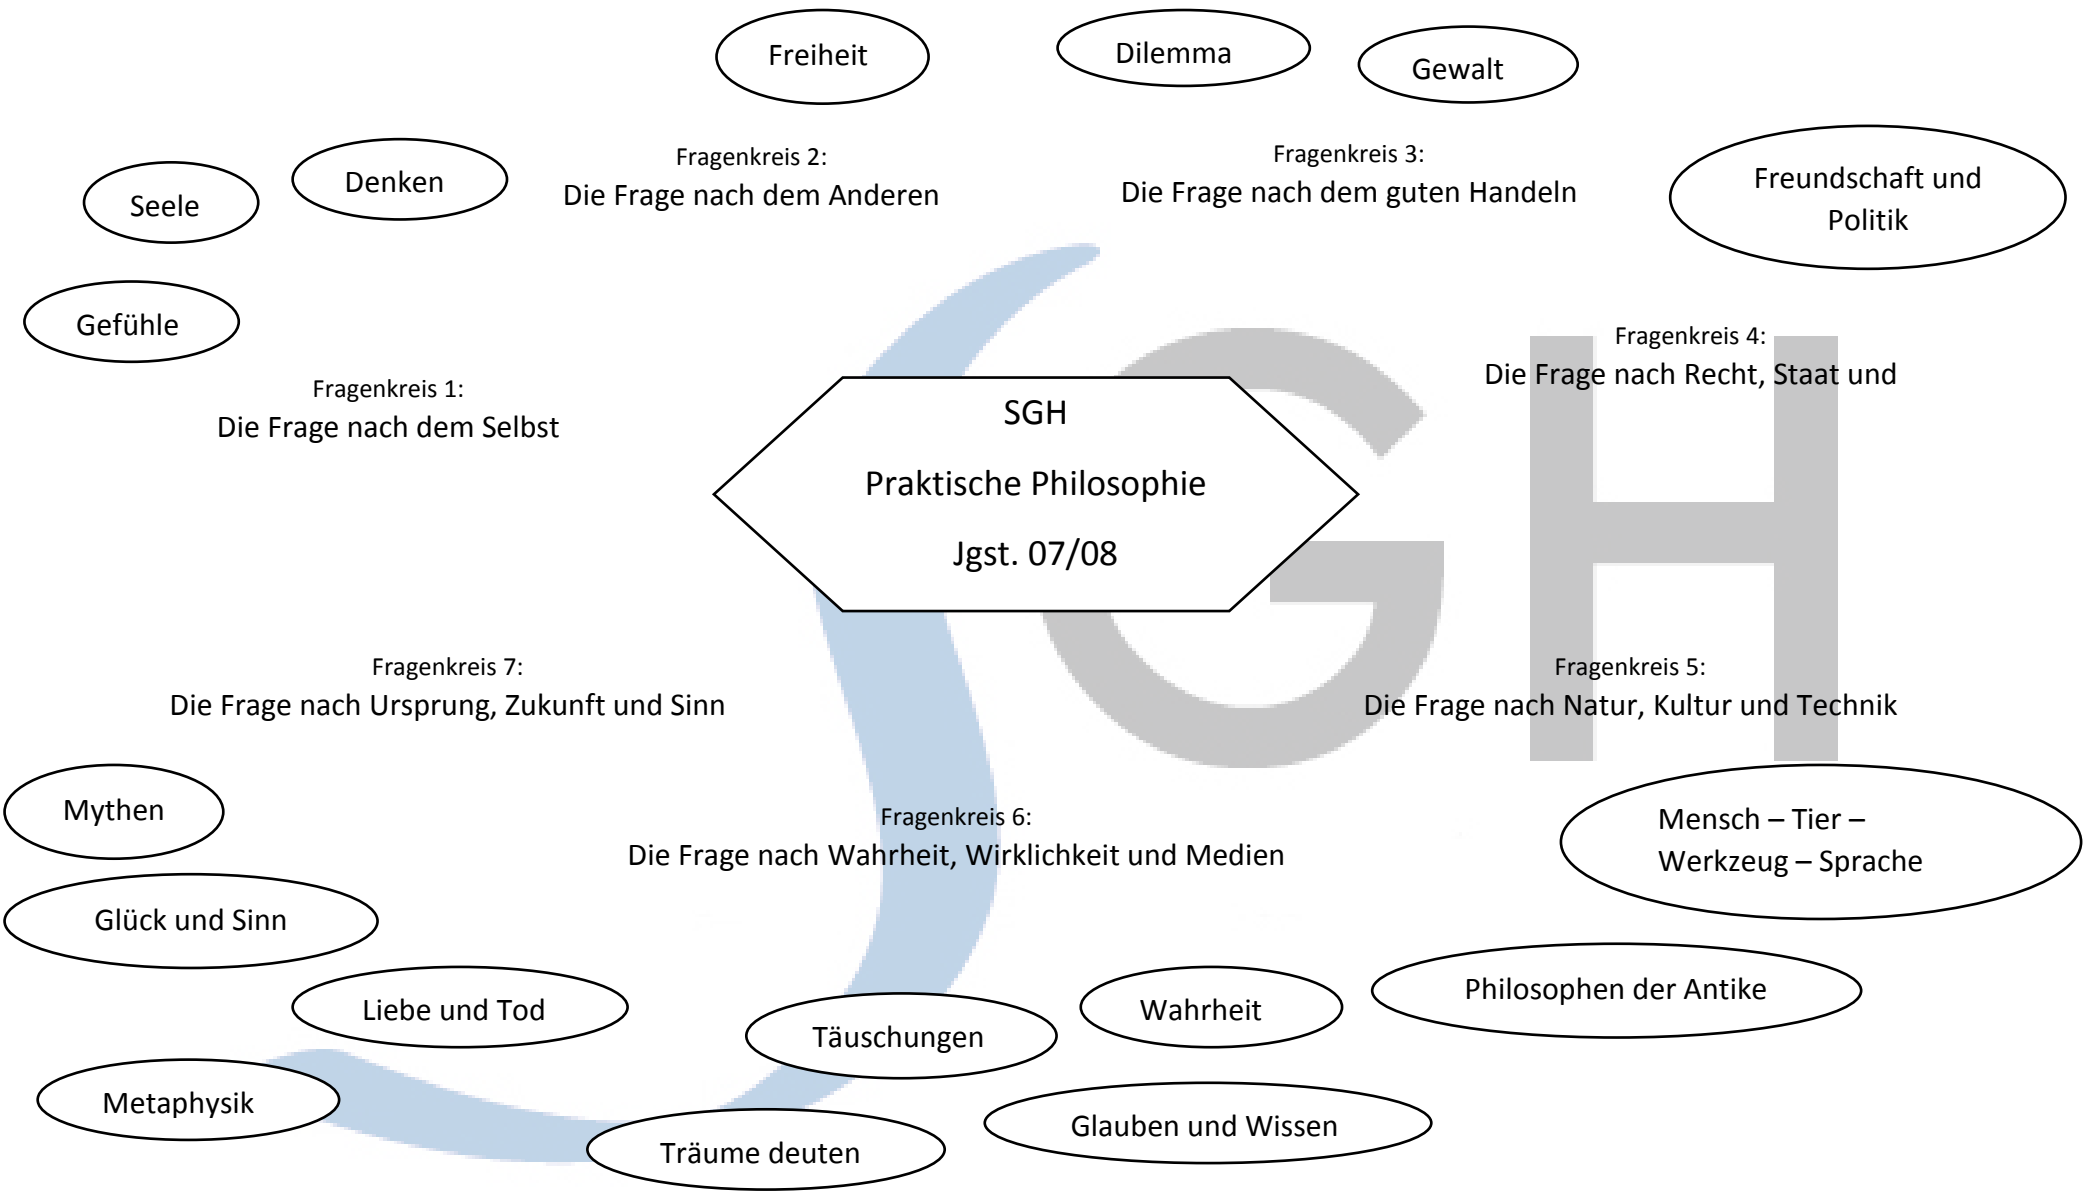 Freiheit
Dilemma
Gewalt
Fragenkreis 2:
Die Frage nach dem Anderen
Fragenkreis 3:
Die Frage nach dem guten Handeln
Freundschaft und
Politik
Denken
Seele
Gefühle
Fragenkreis 1:
Die Frage nach dem Selbst
Fragenkreis 4:
Die Frage nach Recht, Staat und
SGH
Praktische Philosophie
Jgst. 07/08
GH
Fragenkreis 7:
Die Frage nach Ursprung, Zukunft und Sinn
Fragenkreis 5:
Die Frage nach Natur, Kultur und Technik
Mythen
Fragenkreis 6:
Die Frage nach Wahrheit, Wirklichkeit und Medien
Mensch – Tier –
Werkzeug – Sprache
Glück und Sinn
Liebe und Tod
Täuschungen
Wahrheit
Philosophen der Antike
Metaphysik
Träume deuten
Glauben und Wissen